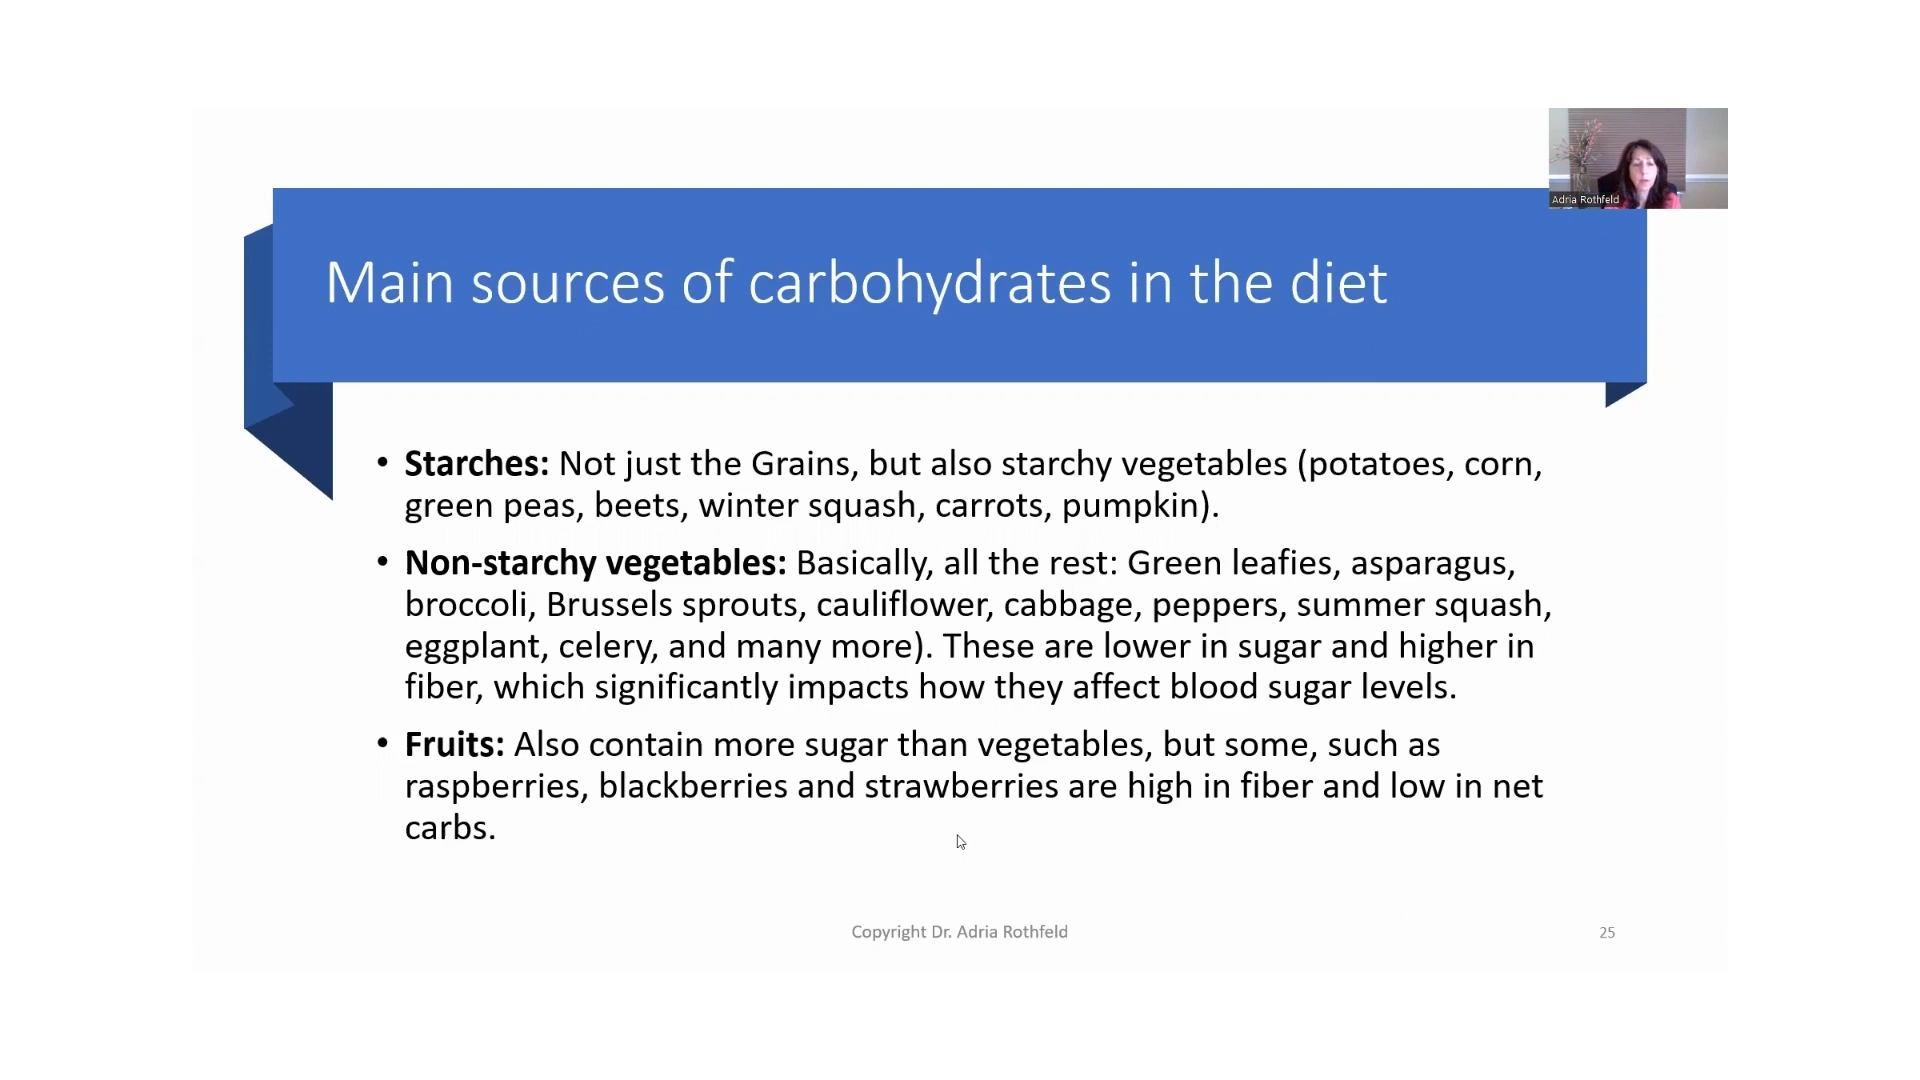 Adria Rothfeld
Main sources of carbohydrates in the diet
• Starches: Not just the Grains, but also starchy vegetables (potatoes, corn,
green peas, beets, winter squash, carrots, pumpkin).
• Non-starchy vegetables: Basically, all the rest: Green leafies, asparagus,
broccoli, Brussels sprouts, cauliflower, cabbage, peppers, summer squash,
eggplant, celery, and many more). These are lower in sugar and higher in
fiber, which significantly impacts how they affect blood sugar levels.
• Fruits: Also contain more sugar than vegetables, but some, such as
raspberries, blackberries and strawberries are high in fiber and low in net
carbs.
Copyright Dr. Adria Rothfeld
25